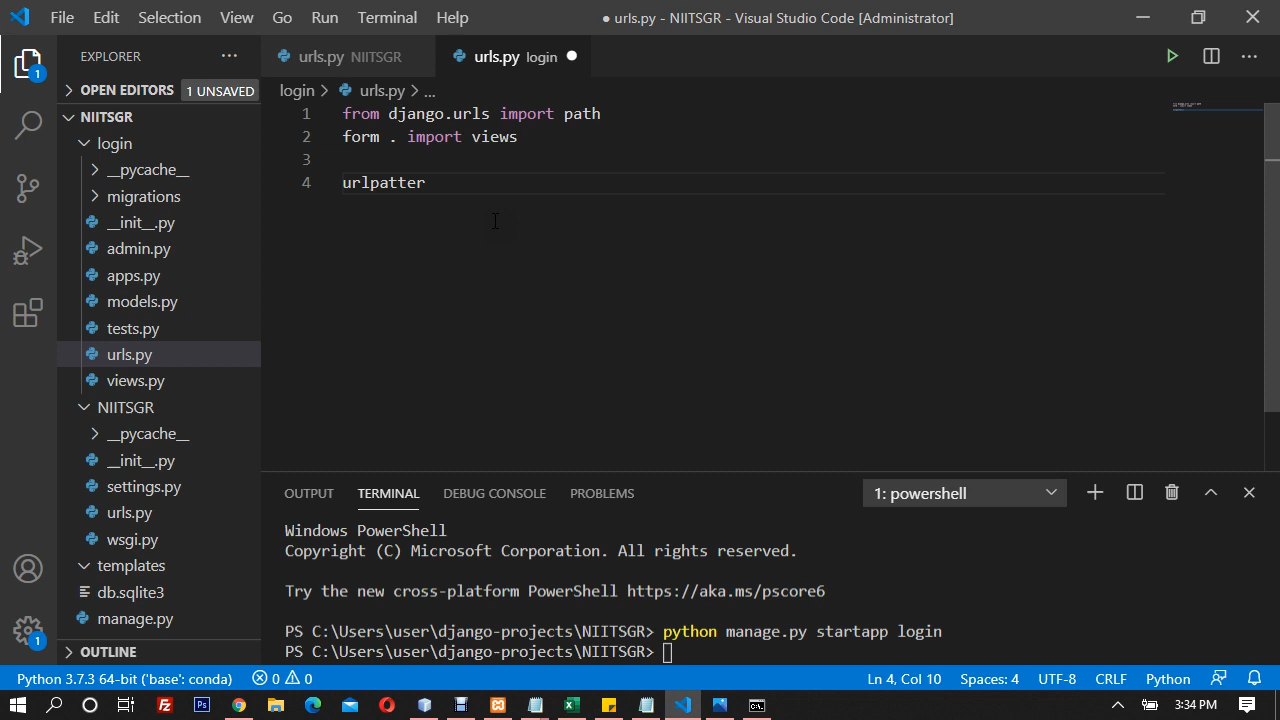 File Edit Selection View Go Run Terminal Help ● urls.py - NIITSGR - Visual Studio Code [Administrator]
EXPLORER ···
urls.py NIITSGR
urls.py login
OPEN EDITORS 1 UNSAVED
NIITSGR
login
__pycache__
migrations
__init__.py
admin.py
apps.py
models.py
tests.py
urls.py
views.py
NIITSGR
__pycache__
__init__.py
settings.py
urls.py
wsgi.py
templates
db.sqlite3
manage.py
OUTLINE
1
1
login > urls.py > ...
1 from django.urls import path
2 form . import views
3
4 urlpatter
OUTPUT TERMINAL DEBUG CONSOLE PROBLEMS 1: powershell
Windows PowerShell
Copyright (C) Microsoft Corporation. All rights reserved.
Try the new cross-platform PowerShell https://aka.ms/pscore6
PS C:\Users\user\django-projects\NIITSGR> python manage.py startapp login
PS C:\Users\user\django-projects\NIITSGR>
Python 3.7.3 64-bit ('base': conda) 0 0 Ln 4, Col 10 Spaces: 4 UTF-8 CRLF Python
3:34 PM